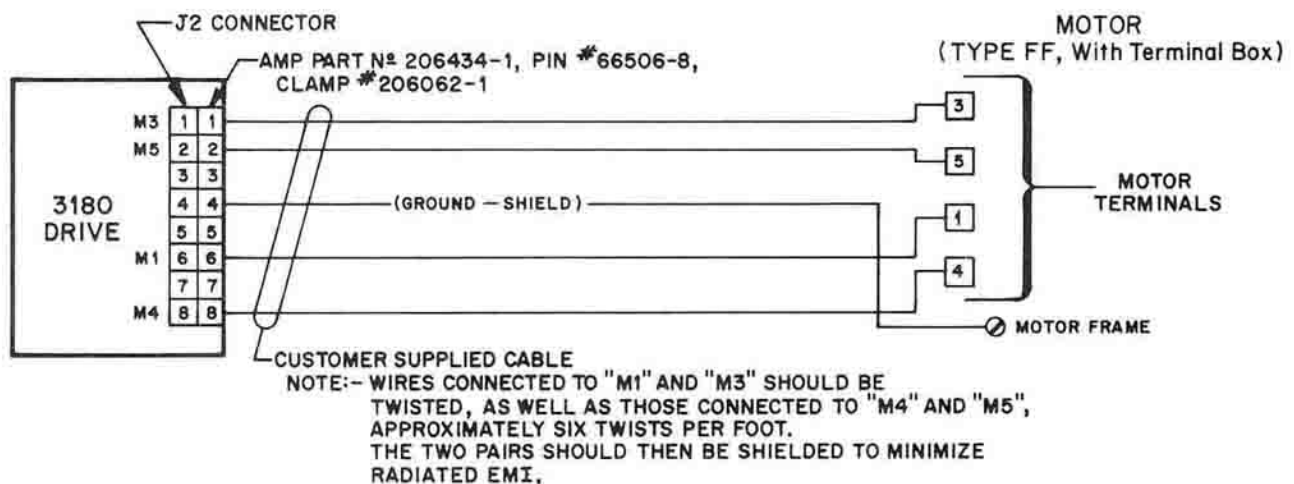 J2 CONNECTOR
AMP PART Nº 206434-1, PIN #66506-8,
CLAMP #206062-1
MOTOR
(TYPE FF, With Terminal Box)
3180
DRIVE
M3 1 1
M5 2 2
3 3
4 4
5 5
M1 6 6
7 7
M4 8 8
(GROUND — SHIELD)
3
5
1
4
MOTOR
TERMINALS
MOTOR FRAME
CUSTOMER SUPPLIED CABLE
NOTE:- WIRES CONNECTED TO "M1" AND "M3" SHOULD BE
TWISTED, AS WELL AS THOSE CONNECTED TO "M4" AND "M5",
APPROXIMATELY SIX TWISTS PER FOOT.
THE TWO PAIRS SHOULD THEN BE SHIELDED TO MINIMIZE
RADIATED EMI,